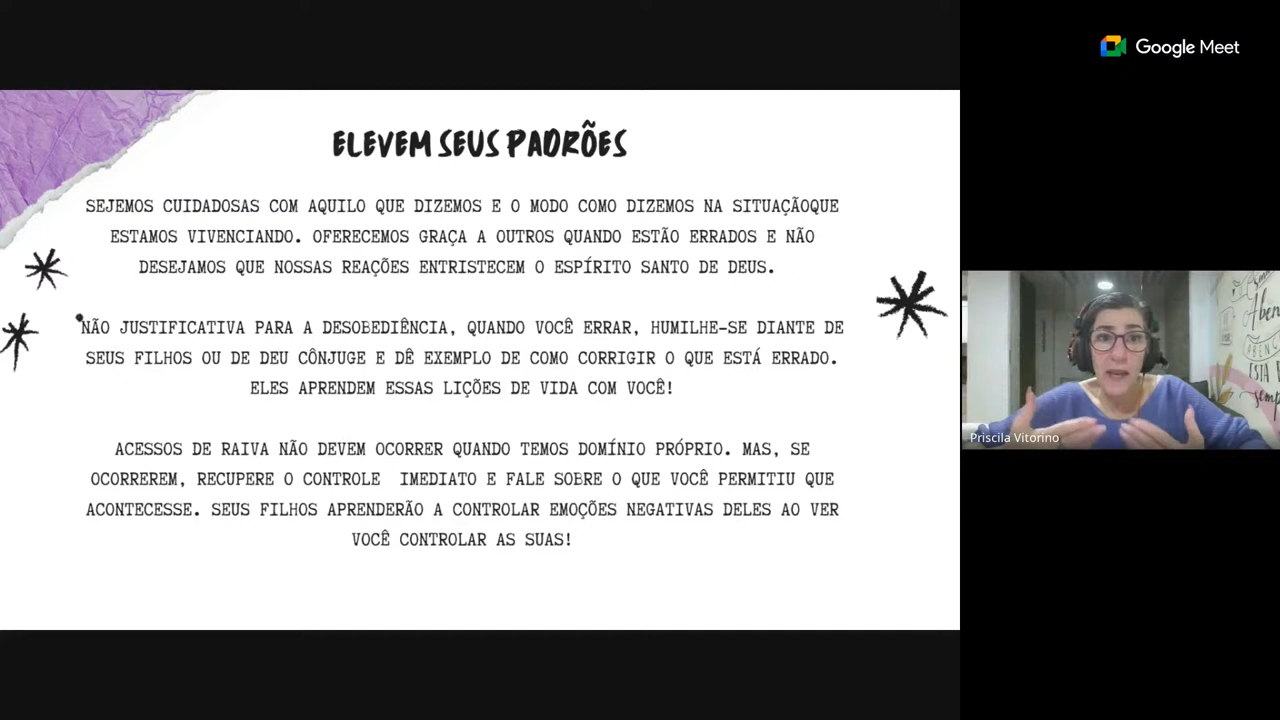 Google Meet
ELEVEM SEUS PADRÕES
SEJEMOS CUIDADOSAS COM AQUILO QUE DIZEMOS E O MODO COMO DIZEMOS NA SITUAÇÃOQUE
ESTAMOS VIVENCIANDO. OFERECEMOS GRAÇA A OUTROS QUANDO ESTÃO ERRADOS E NÃO
DESEJAMOS QUE NOSSAS REAÇÕES ENTRISTECEM O ESPÍRITO SANTO DE DEUS.
NÃO JUSTIFICATIVA PARA A DESOBEDIÊNCIA, QUANDO VOCÊ ERRAR, HUMILHE-SE DIANTE DE
SEUS FILHOS OU DE DEU CÔNJUGE E DÊ EXEMPLO DE COMO CORRIGIR O QUE ESTÁ ERRADO.
ELES APRENDEM ESSAS LIÇÕES DE VIDA COM VOCÊ!
ACESSOS DE RAIVA NÃO DEVEM OCORRER QUANDO TEMOS DOMÍNIO PRÓPRIO. MAS, SE
OCORREREM, RECUPERE O CONTROLE IMEDIATO E FALE SOBRE O QUE VOCÊ PERMITIU QUE
ACONTECESSE. SEUS FILHOS APRENDERÃO A CONTROLAR EMOÇÕES NEGATIVAS DELES AO VER
VOCÊ CONTROLAR AS SUAS!
Priscila Vitorino